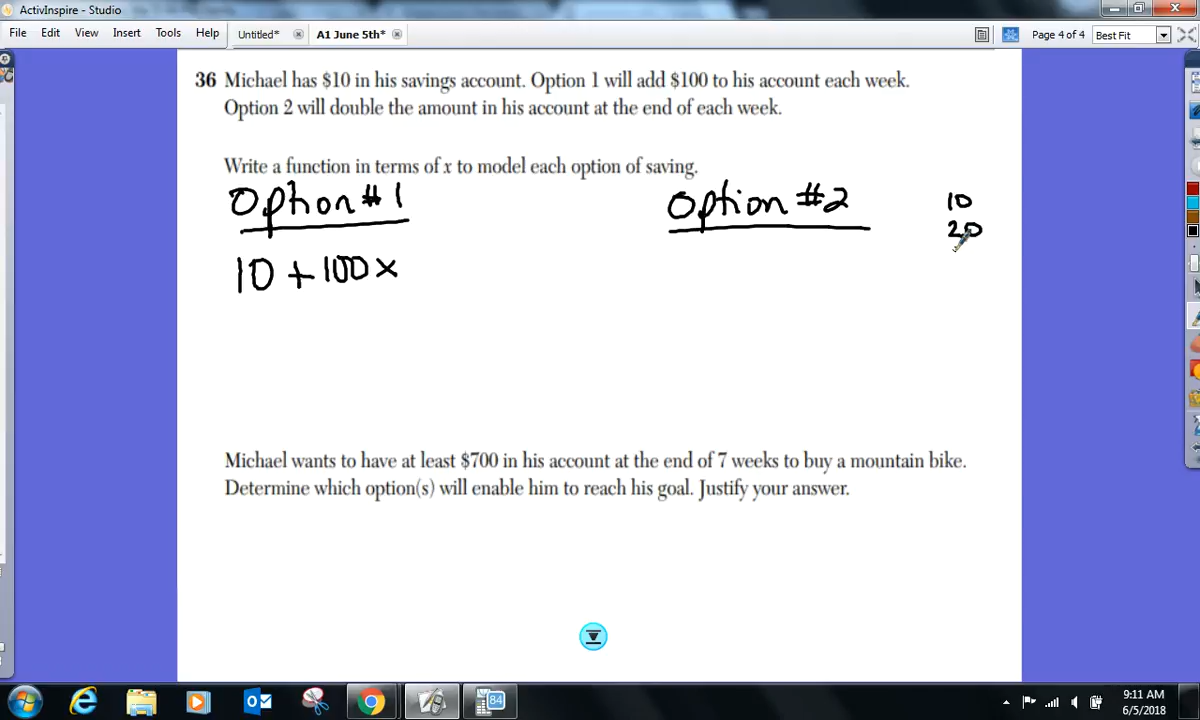 ActivInspire - Studio
File Edit View Insert Tools Help Untitled* A1 June 5th* Page 4 of 4 Best Fit
36 Michael has $10 in his savings account. Option 1 will add $100 to his account each week.
Option 2 will double the amount in his account at the end of each week.
Write a function in terms of x to model each option of saving.
Option #1 Option #2 10
20
10 + 100x
Michael wants to have at least $700 in his account at the end of 7 weeks to buy a mountain bike.
Determine which option(s) will enable him to reach his goal. Justify your answer.
84
9:11 AM
6/5/2018